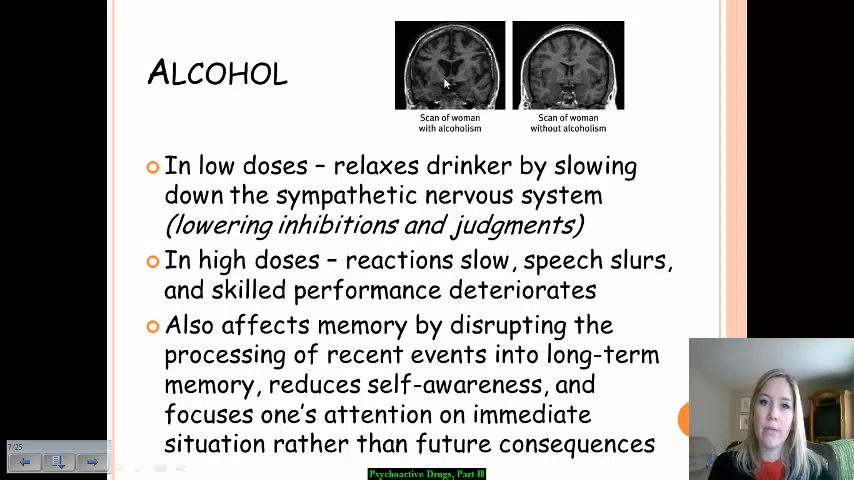 ALCOHOL
Scan of woman
with alcoholism
Scan of woman
without alcoholism
In low doses – relaxes drinker by slowing
down the sympathetic nervous system
(lowering inhibitions and judgments)
In high doses – reactions slow, speech slurs,
and skilled performance deteriorates
Also affects memory by disrupting the
processing of recent events into long-term
memory, reduces self-awareness, and
focuses one's attention on immediate
situation rather than future consequences
7/25
Psychoactive Drugs, Part III